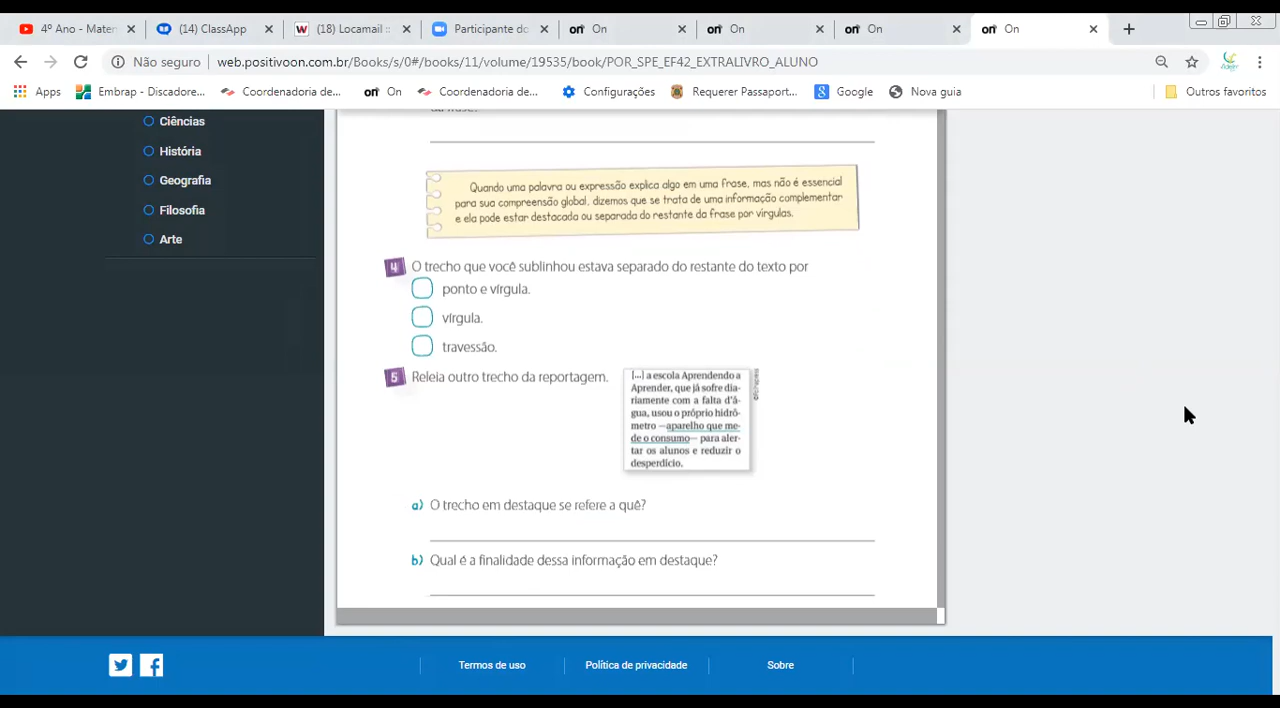 4º Ano - Matem
(14) ClassApp
(18) Locamail ::
Participante do
on On
on On
on On
on On
Não seguro
web.positivoon.com.br/Books/s/0#/books/11/volume/19535/book/POR_SPE_EF42_EXTRALIVRO_ALUNO
Apps
Embrap - Discadore...
Coordenadoria de...
on On
Coordenadoria de...
Configurações
Requerer Passaport...
Google
Nova guia
Outros favoritos
Ciências
História
Geografia
Filosofia
Arte
Quando uma palavra ou expressão explica algo em uma frase, mas não é essencial
para sua compreensão global, dizemos que se trata de uma informação complementar
e ela pode estar destacada ou separada do restante da frase por vírgulas.
4 O trecho que você sublinhou estava separado do restante do texto por
ponto e vírgula.
vírgula.
travessão.
5 Releia outro trecho da reportagem.
[...] a escola Aprendendo a
Aprender, que já sofre dia-
riamente com a falta d'á-
gua, usou o próprio hidrô-
metro —aparelho que me-
de o consumo— para aler-
tar os alunos e reduzir o
desperdício.
a) O trecho em destaque se refere a quê?
b) Qual é a finalidade dessa informação em destaque?
Termos de uso
Política de privacidade
Sobre